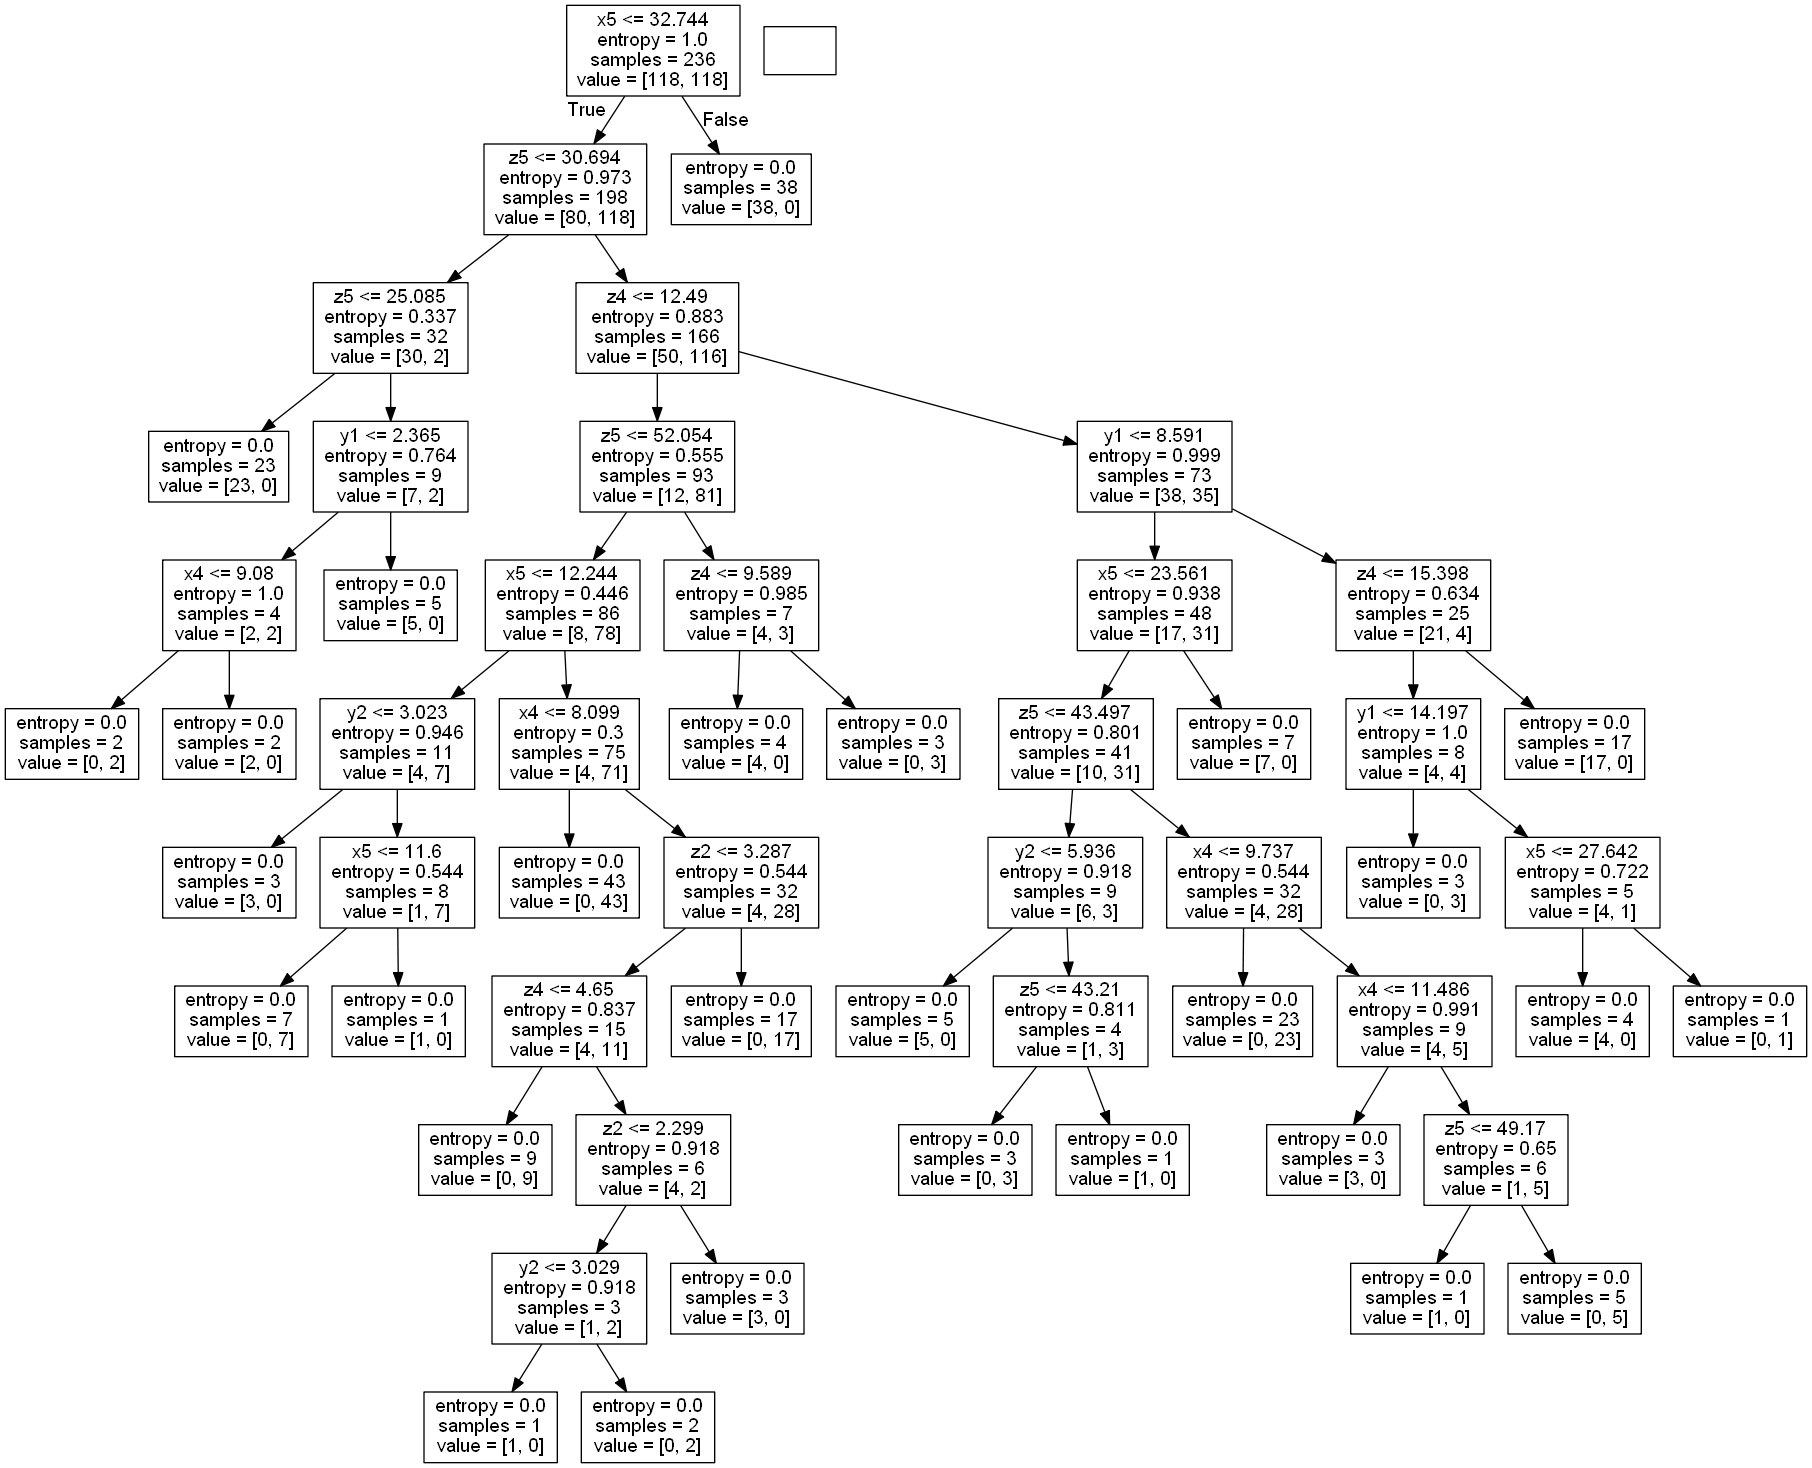 x5 <= 32.744
entropy = 1.0
samples = 236
value = [118, 118]
True
False
z5 <= 30.694
entropy = 0.973
samples = 198
value = [80, 118]
entropy = 0.0
samples = 38
value = [38, 0]
z5 <= 25.085
entropy = 0.337
samples = 32
value = [30, 2]
z4 <= 12.49
entropy = 0.883
samples = 166
value = [50, 116]
entropy = 0.0
samples = 23
value = [23, 0]
y1 <= 2.365
entropy = 0.764
samples = 9
value = [7, 2]
z5 <= 52.054
entropy = 0.555
samples = 93
value = [12, 81]
y1 <= 8.591
entropy = 0.999
samples = 73
value = [38, 35]
x4 <= 9.08
entropy = 1.0
samples = 4
value = [2, 2]
entropy = 0.0
samples = 5
value = [5, 0]
x5 <= 12.244
entropy = 0.446
samples = 86
value = [8, 78]
z4 <= 9.589
entropy = 0.985
samples = 7
value = [4, 3]
x5 <= 23.561
entropy = 0.938
samples = 48
value = [17, 31]
z4 <= 15.398
entropy = 0.634
samples = 25
value = [21, 4]
entropy = 0.0
samples = 2
value = [0, 2]
entropy = 0.0
samples = 2
value = [2, 0]
y2 <= 3.023
entropy = 0.946
samples = 11
value = [4, 7]
x4 <= 8.099
entropy = 0.3
samples = 75
value = [4, 71]
entropy = 0.0
samples = 4
value = [4, 0]
entropy = 0.0
samples = 3
value = [0, 3]
z5 <= 43.497
entropy = 0.801
samples = 41
value = [10, 31]
entropy = 0.0
samples = 7
value = [7, 0]
y1 <= 14.197
entropy = 1.0
samples = 8
value = [4, 4]
entropy = 0.0
samples = 17
value = [17, 0]
entropy = 0.0
samples = 3
value = [3, 0]
x5 <= 11.6
entropy = 0.544
samples = 8
value = [1, 7]
entropy = 0.0
samples = 43
value = [0, 43]
z2 <= 3.287
entropy = 0.544
samples = 32
value = [4, 28]
y2 <= 5.936
entropy = 0.918
samples = 9
value = [6, 3]
x4 <= 9.737
entropy = 0.544
samples = 32
value = [4, 28]
entropy = 0.0
samples = 3
value = [0, 3]
x5 <= 27.642
entropy = 0.722
samples = 5
value = [4, 1]
entropy = 0.0
samples = 7
value = [0, 7]
entropy = 0.0
samples = 1
value = [1, 0]
z4 <= 4.65
entropy = 0.837
samples = 15
value = [4, 11]
entropy = 0.0
samples = 17
value = [0, 17]
entropy = 0.0
samples = 5
value = [5, 0]
z5 <= 43.21
entropy = 0.811
samples = 4
value = [1, 3]
entropy = 0.0
samples = 23
value = [0, 23]
x4 <= 11.486
entropy = 0.991
samples = 9
value = [4, 5]
entropy = 0.0
samples = 4
value = [4, 0]
entropy = 0.0
samples = 1
value = [0, 1]
entropy = 0.0
samples = 9
value = [0, 9]
z2 <= 2.299
entropy = 0.918
samples = 6
value = [4, 2]
entropy = 0.0
samples = 3
value = [0, 3]
entropy = 0.0
samples = 1
value = [1, 0]
entropy = 0.0
samples = 3
value = [3, 0]
z5 <= 49.17
entropy = 0.65
samples = 6
value = [1, 5]
y2 <= 3.029
entropy = 0.918
samples = 3
value = [1, 2]
entropy = 0.0
samples = 3
value = [3, 0]
entropy = 0.0
samples = 1
value = [1, 0]
entropy = 0.0
samples = 5
value = [0, 5]
entropy = 0.0
samples = 1
value = [1, 0]
entropy = 0.0
samples = 2
value = [0, 2]